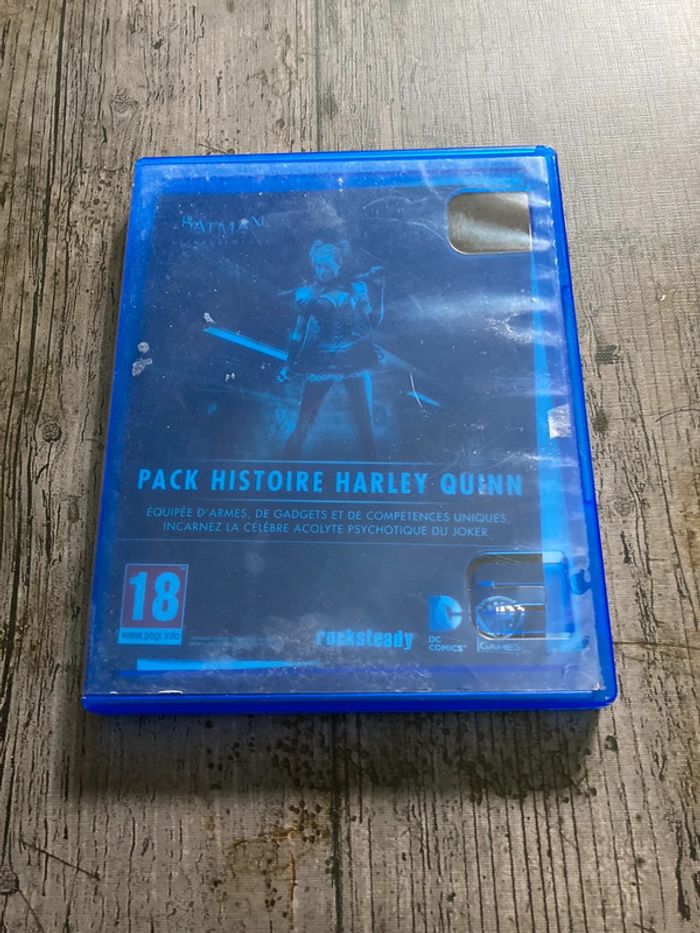 BATMAN
PACK HISTOIRE HARLEY QUINN
ÉQUIPÉE D'ARMES, DE GADGETS ET DE COMPÉTENCES UNIQUES,
INCARNEZ LA CÉLÈBRE ACOLYTE PSYCHOTIQUE DU JOKER.
18
www.pegi.info
rocksteady
DC
COMICS
GAMES